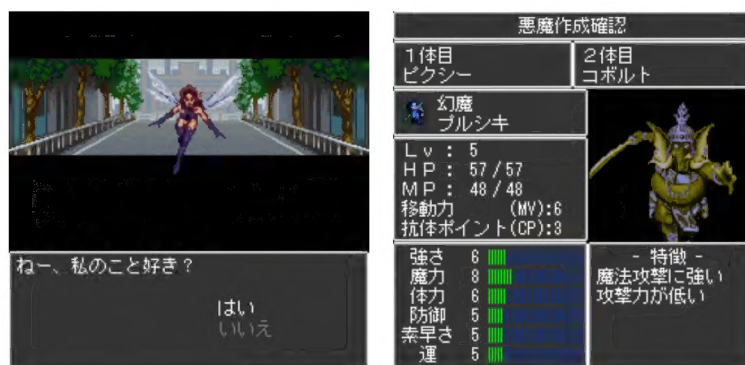 ねー、私のこと好き？
はい
いいえ
悪魔作成確認
1体目
ピクシー
2体目
コボルト
幻魔
プルシキ
Lv： 5
HP： 57/57
MP： 48/48
移動力 (MV):6
抗体ポイント(CP):3
強さ 6
魔力 8
体力 6
防御 5
素早さ 5
運 5
- 特徴 -
魔法攻撃に強い
攻撃力が低い